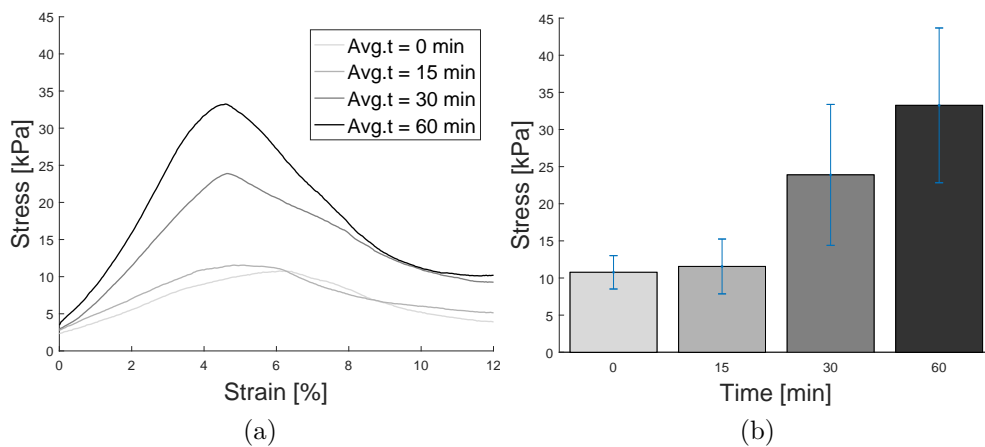 45
40
35
30
25
20
15
10
5
0
Stress [kPa]
Avg.t = 0 min
Avg.t = 15 min
Avg.t = 30 min
Avg.t = 60 min
0 2 4 6 8 10 12
Strain [%]
(a)
45
40
35
30
25
20
15
10
5
0
Stress [kPa]
0 15 30 60
Time [min]
(b)